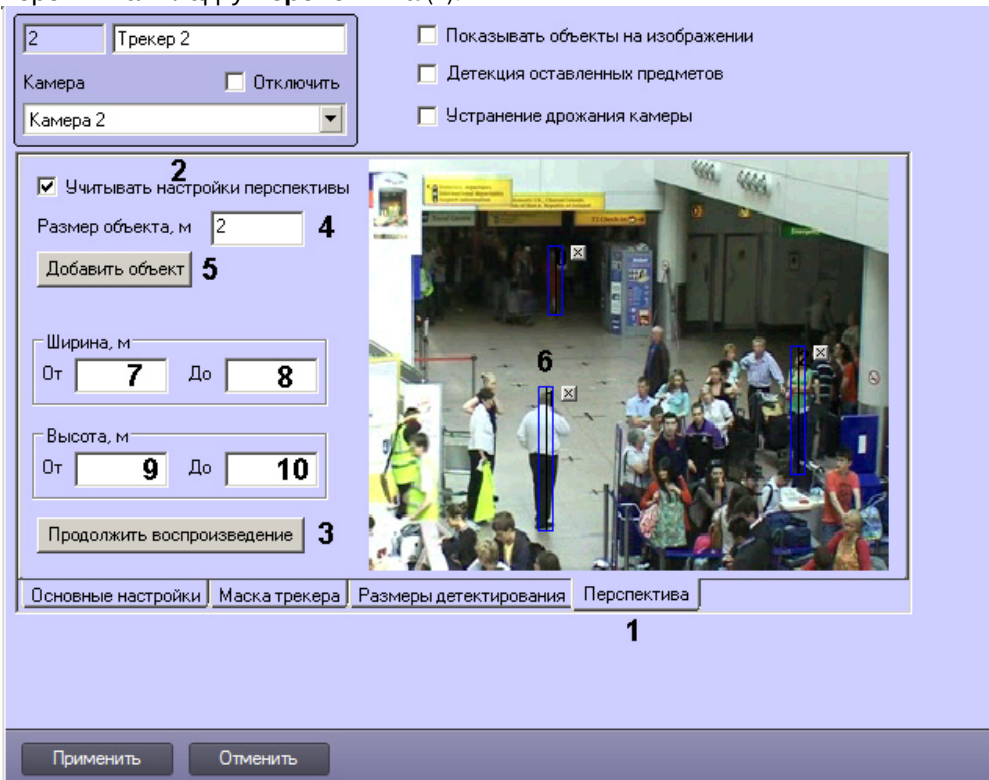 2 Трекер 2
Показывать объекты на изображении
Камера Отключить
Детекция оставленных предметов
Камера 2
Устранение дрожания камеры
2
Учитывать настройки перспективы
Размер объекта, м 2 4
Добавить объект 5
Ширина, м
От 7 До 8
6
Высота, м
От 9 До 10
Продолжить воспроизведение 3
Основные настройки Маска трекера Размеры детектирования Перспектива
1
Применить Отменить